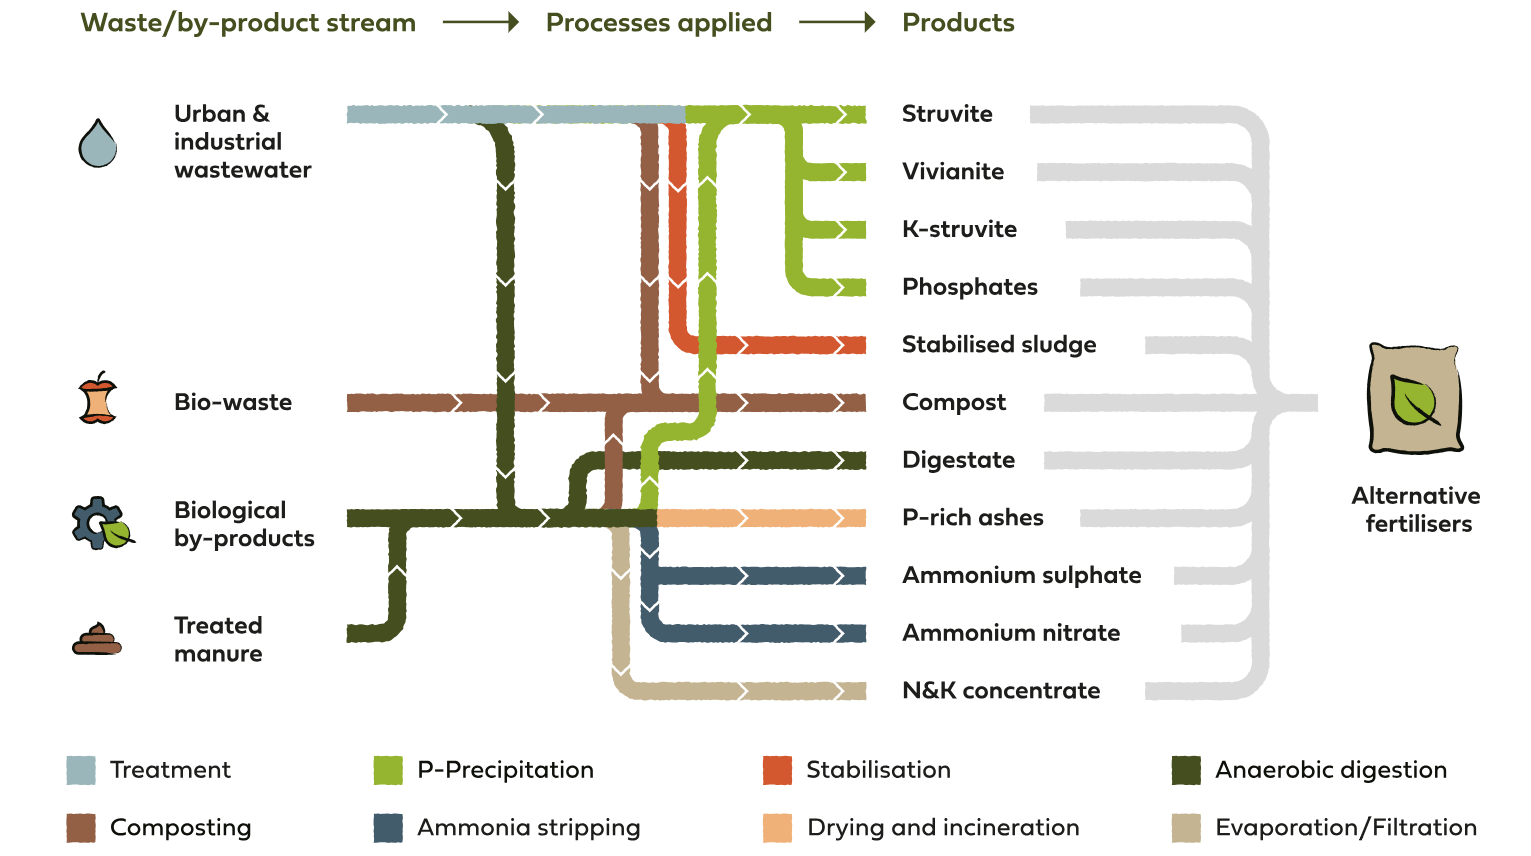 Waste/by-product stream
Processes applied
Products
Urban &
industrial
wastewater
Bio-waste
Biological
by-products
Treated
manure
Struvite
Vivianite
K-struvite
Phosphates
Stabilised sludge
Compost
Digestate
P-rich ashes
Ammonium sulphate
Ammonium nitrate
N&K concentrate
Alternative
fertilisers
Treatment
P-Precipitation
Stabilisation
Anaerobic digestion
Composting
Ammonia stripping
Drying and incineration
Evaporation/Filtration